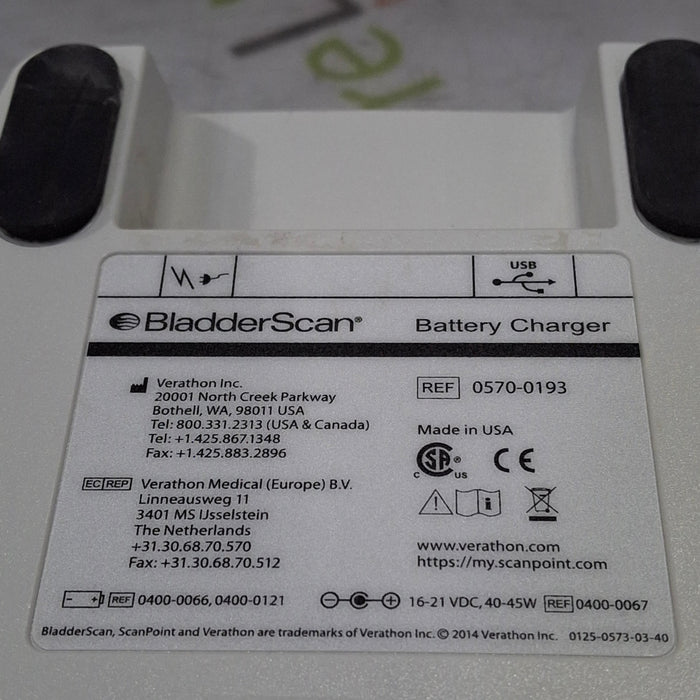 re
USB
BladderScan® Battery Charger
Verathon Inc.
20001 North Creek Parkway
Bothell, WA, 98011 USA
Tel: 800.331.2313 (USA & Canada)
Tel: +1.425.867.1348
Fax: +1.425.883.2896
EC REP Verathon Medical (Europe) B.V.
Linneausweg 11
3401 MS IJsselstein
The Netherlands
+31.30.68.70.570
Fax: +31.30.68.70.512
REF 0570-0193
Made in USA
C SA® US CE
www.verathon.com
https://my.scanpoint.com
REF 0400-0066, 0400-0121
16-21 VDC, 40-45W REF 0400-0067
BladderScan, ScanPoint and Verathon are trademarks of Verathon Inc. © 2014 Verathon Inc. 0125-0573-03-40